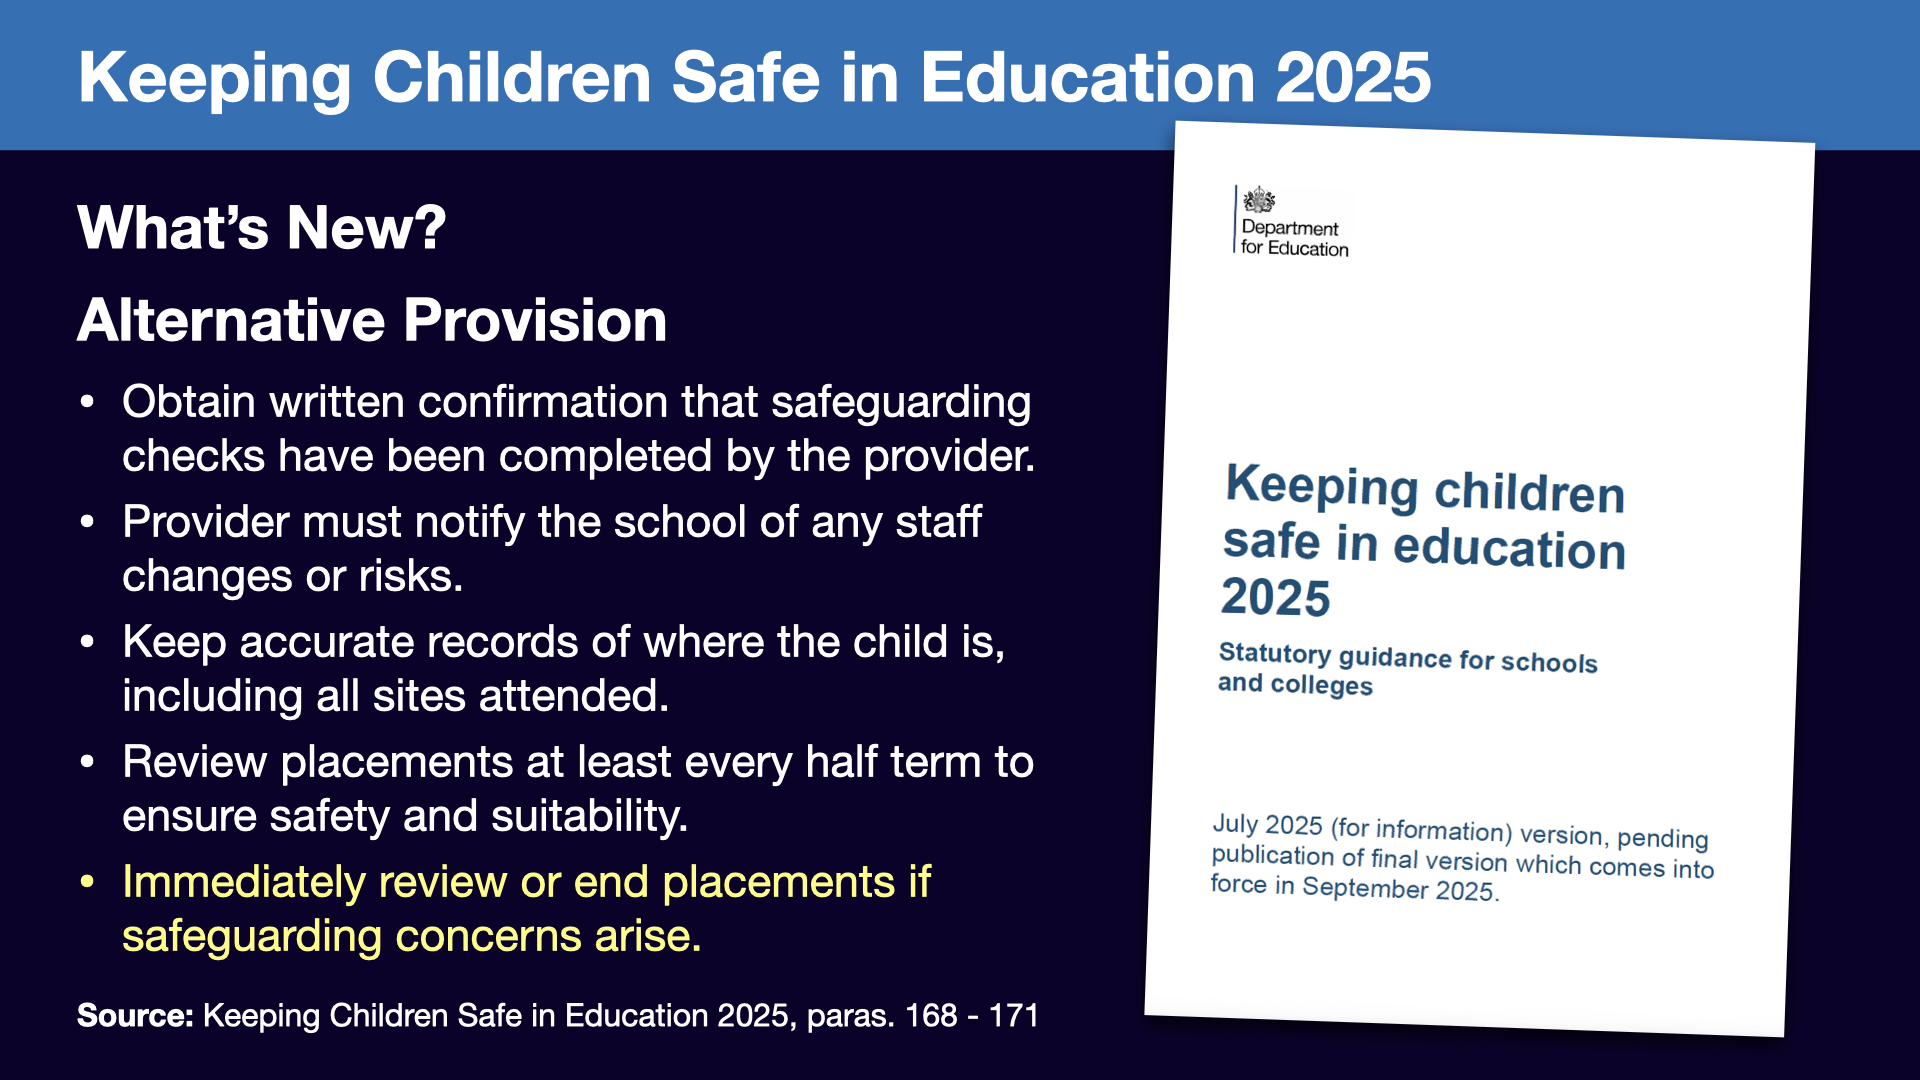 Keeping Children Safe in Education 2025
What’s New?
Alternative Provision
• Obtain written confirmation that safeguarding
checks have been completed by the provider.
• Provider must notify the school of any staff
changes or risks.
• Keep accurate records of where the child is,
including all sites attended.
• Review placements at least every half term to
ensure safety and suitability.
• Immediately review or end placements if
safeguarding concerns arise.
Source: Keeping Children Safe in Education 2025, paras. 168 - 171
Department
for Education
Keeping children
safe in education
2025
Statutory guidance for schools
and colleges
July 2025 (for information) version, pending
publication of final version which comes into
force in September 2025.